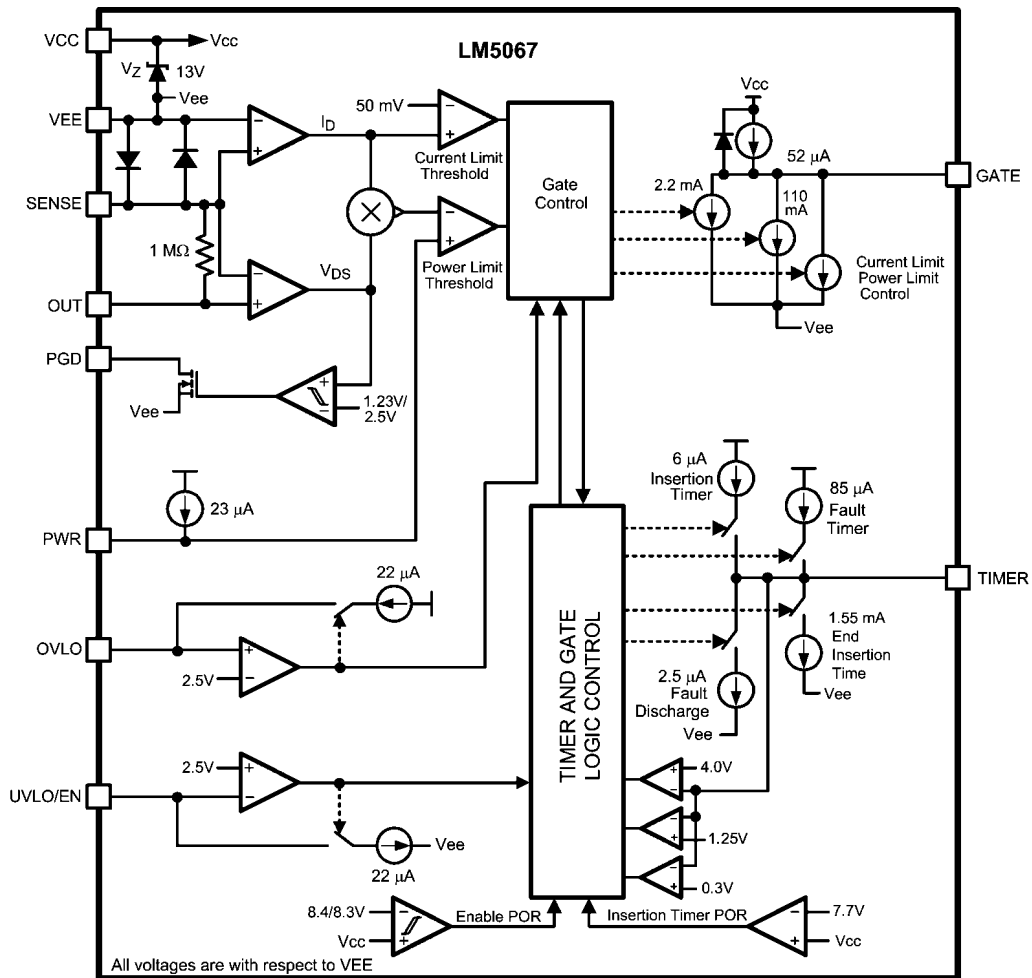 VCC
Vcc
LM5067
VZ 13V
Vee
VEE
SENSE
1 MΩ
OUT
PGD
Vee
ID
VDS
50 mV
−
+
Current Limit
Threshold
−
+
Power Limit
Threshold
−
+
−
+
+
−
1.23V/
2.5V
Gate
Control
Vcc
52 µA
2.2 mA
110
mA
GATE
Current Limit
Power Limit
Control
Vee
23 µA
PWR
22 µA
OVLO
+
2.5V −
2.5V +
−
UVLO/EN
Vee
22 µA
TIMER AND GATE
LOGIC CONTROL
6 µA
Insertion
Timer
85 µA
Fault
Timer
TIMER
1.55 mA
End
Insertion
Time
Vee
2.5 µA
Fault
Discharge
Vee
+ 4.0V
−
−
+ 1.25V
−
+ 0.3V
8.4/8.3V −
Vcc +
Enable POR
Insertion Timer POR
− 7.7V
+ Vcc
All voltages are with respect to VEE